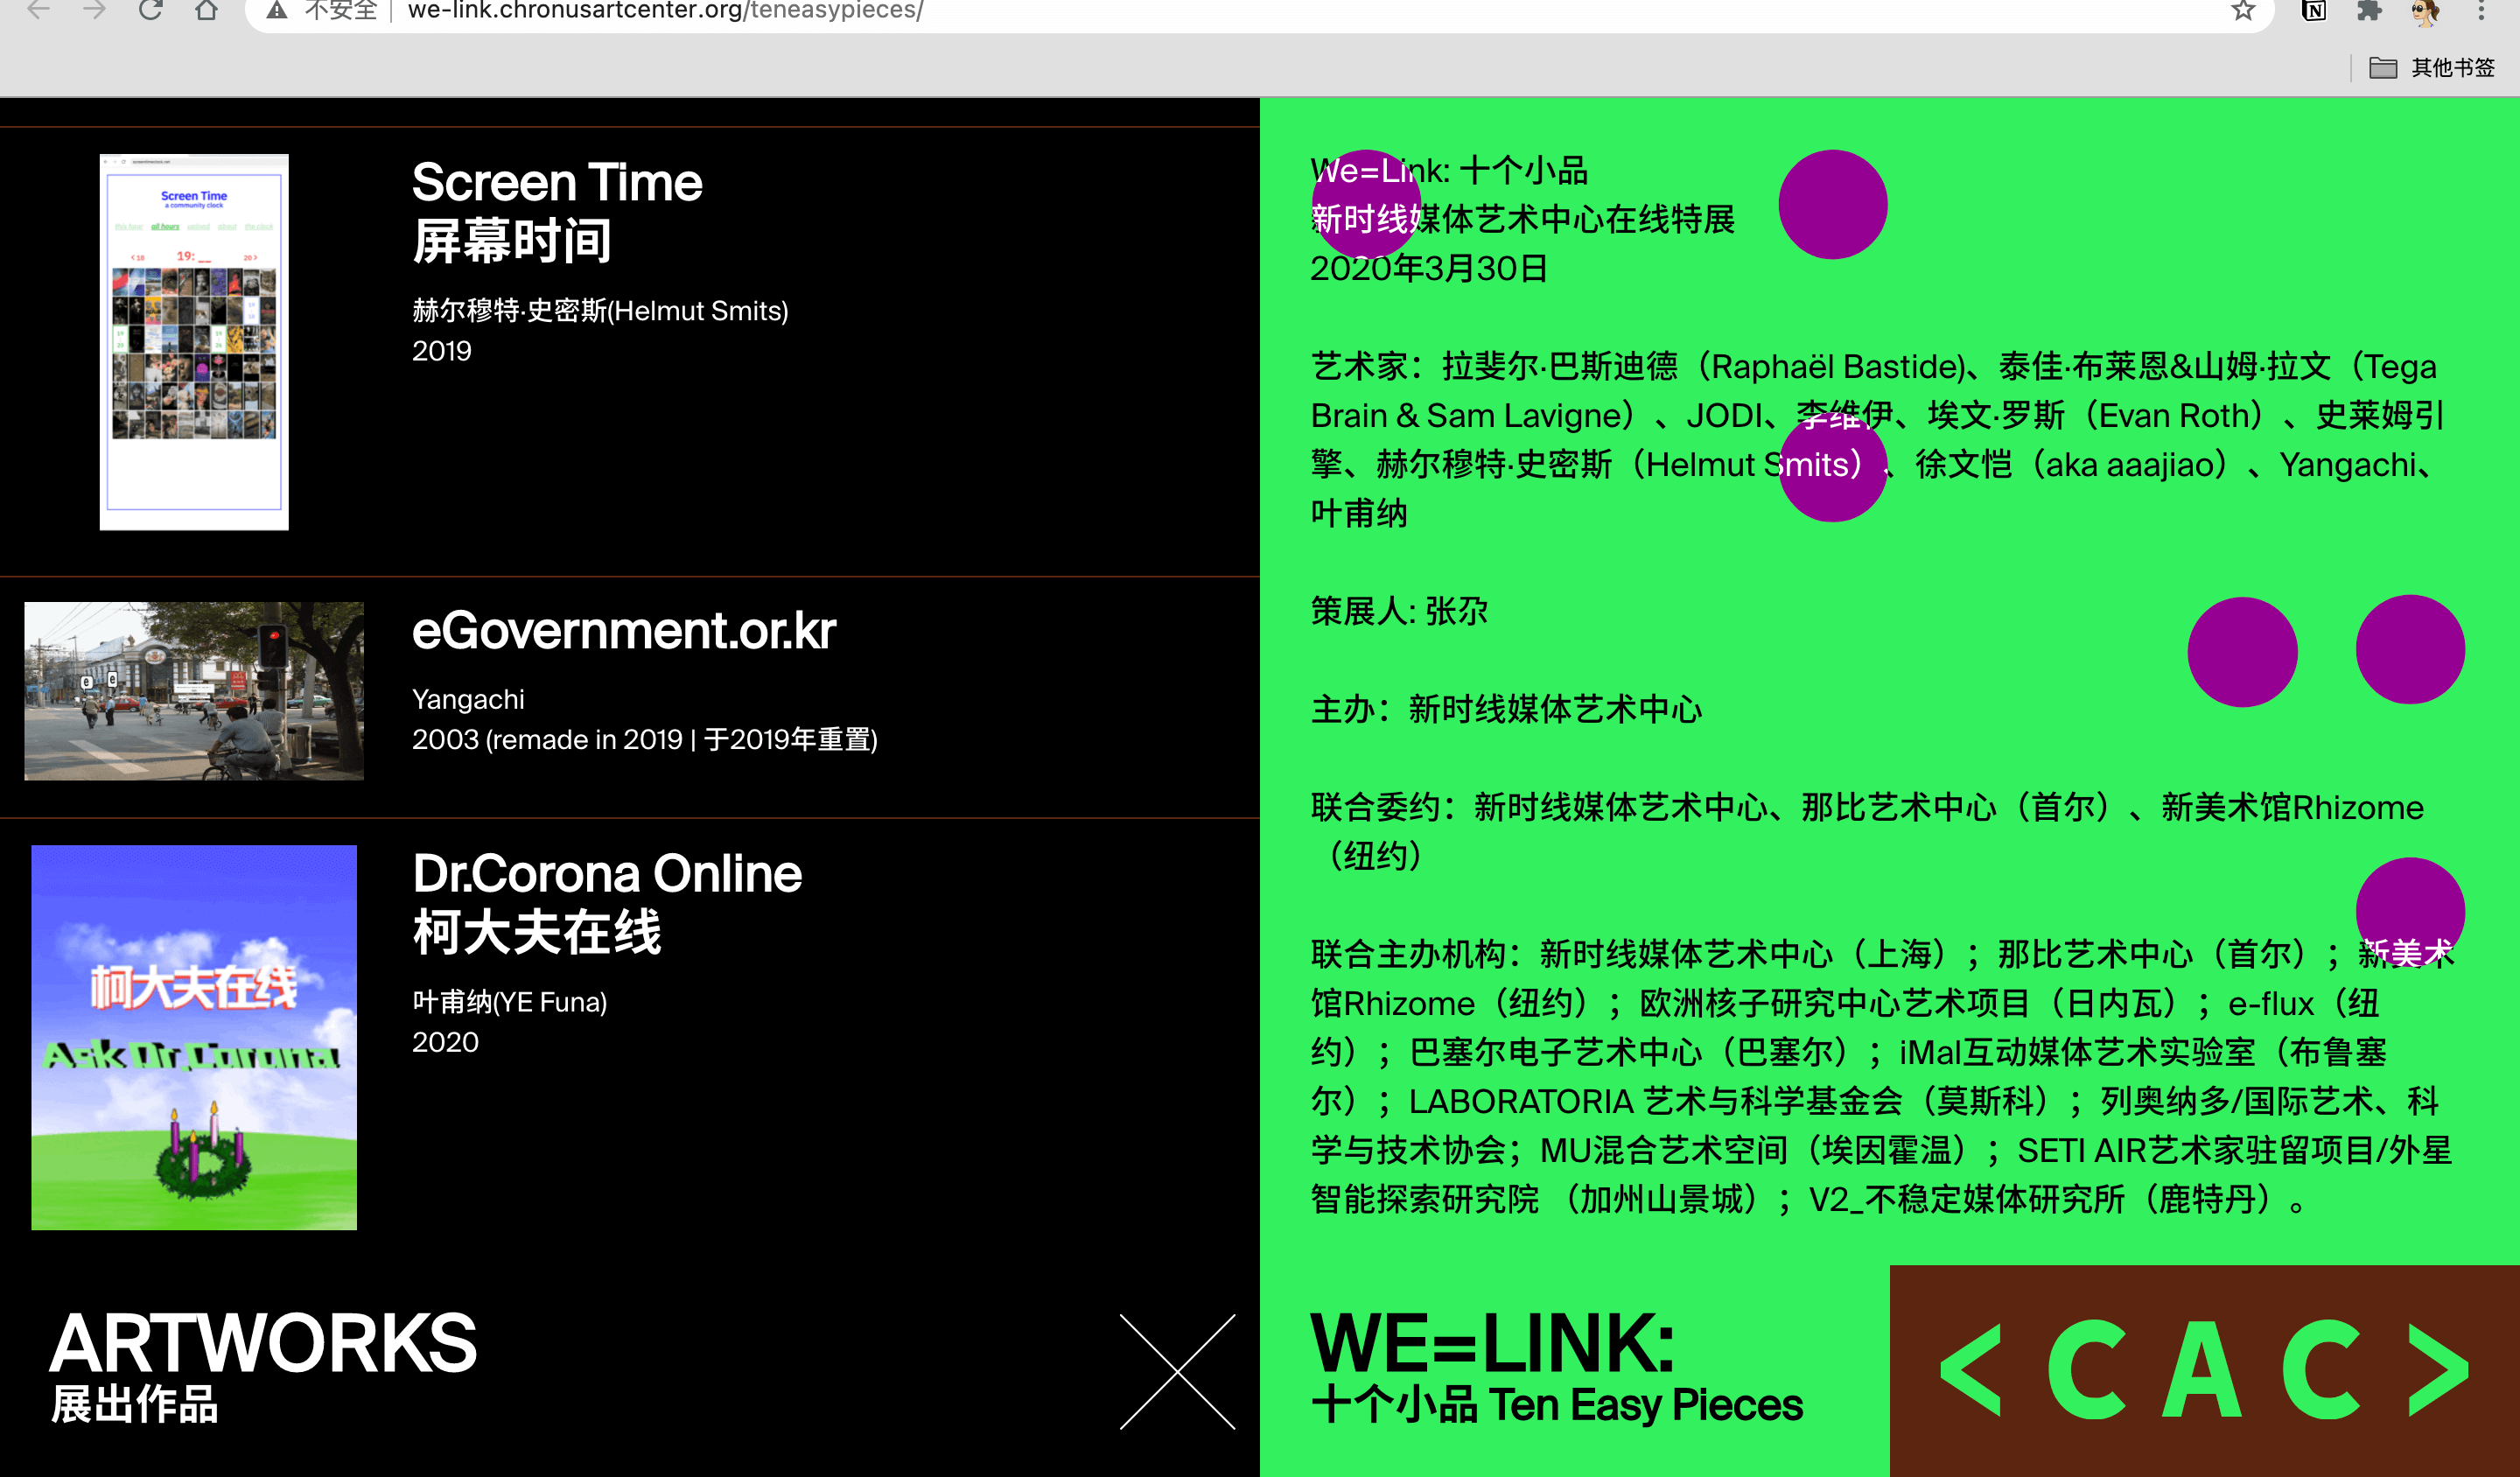 不安全 | we-link.chronusartcenter.org/teneasypieces/
其他书签
Screen Time
a community clock
this hour all hours upload about the clock
< 18 19: __ 20 >
Screen Time
屏幕时间
赫尔穆特·史密斯(Helmut Smits)
2019
eGovernment.or.kr
Yangachi
2003 (remade in 2019 | 于2019年重置)
柯大夫在线
Ask Dr.Corona!
Dr.Corona Online
柯大夫在线
叶甫纳(YE Funa)
2020
ARTWORKS
展出作品
We=Link: 十个小品
新时线媒体艺术中心在线特展
2020年3月30日
艺术家：拉斐尔·巴斯迪德（Raphaël Bastide)、泰佳·布莱恩&山姆·拉文（Tega
Brain & Sam Lavigne）、JODI、李维伊、埃文·罗斯（Evan Roth）、史莱姆引
擎、赫尔穆特·史密斯（Helmut Smits）、徐文恺（aka aaajiao）、Yangachi、
叶甫纳
策展人: 张尕
主办：新时线媒体艺术中心
联合委约：新时线媒体艺术中心、那比艺术中心（首尔）、新美术馆Rhizome
（纽约）
联合主办机构：新时线媒体艺术中心（上海）；那比艺术中心（首尔）；新美术
馆Rhizome（纽约）；欧洲核子研究中心艺术项目（日内瓦）；e-flux（纽
约）；巴塞尔电子艺术中心（巴塞尔）；iMal互动媒体艺术实验室（布鲁塞
尔）；LABORATORIA 艺术与科学基金会（莫斯科）；列奥纳多/国际艺术、科
学与技术协会；MU混合艺术空间（埃因霍温）；SETI AIR艺术家驻留项目/外星
智能探索研究院 （加州山景城）；V2_不稳定媒体研究所（鹿特丹）。
WE=LINK:
十个小品 Ten Easy Pieces
<CAC>